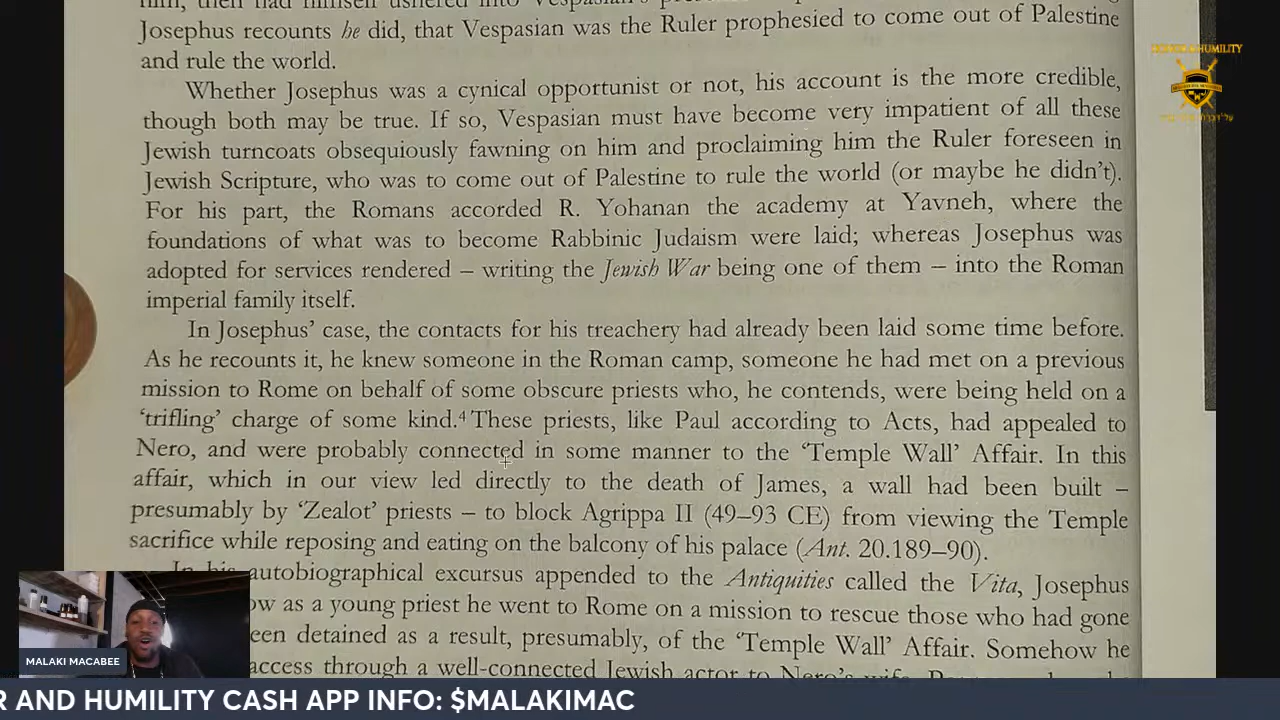 Josephus recounts he did, that Vespasian was the Ruler prophesied to come out of Palestine
and rule the world.
Whether Josephus was a cynical opportunist or not, his account is the more credible,
though both may be true. If so, Vespasian must have become very impatient of all these
Jewish turncoats obsequiously fawning on him and proclaiming him the Ruler foreseen in
Jewish Scripture, who was to come out of Palestine to rule the world (or maybe he didn't).
For his part, the Romans accorded R. Yohanan the academy at Yavneh, where the
foundations of what was to become Rabbinic Judaism were laid; whereas Josephus was
adopted for services rendered – writing the Jewish War being one of them – into the Roman
imperial family itself.
In Josephus' case, the contacts for his treachery had already been laid some time before.
As he recounts it, he knew someone in the Roman camp, someone he had met on a previous
mission to Rome on behalf of some obscure priests who, he contends, were being held on a
'trifling' charge of some kind.⁴ These priests, like Paul according to Acts, had appealed to
Nero, and were probably connected in some manner to the 'Temple Wall' Affair. In this
affair, which in our view led directly to the death of James, a wall had been built –
presumably by 'Zealot' priests – to block Agrippa II (49–93 CE) from viewing the Temple
sacrifice while reposing and eating on the balcony of his palace (Ant. 20.189–90).
In his autobiographical excursus appended to the Antiquities called the Vita, Josephus
ow as a young priest he went to Rome on a mission to rescue those who had gone
een detained as a result, presumably, of the 'Temple Wall' Affair. Somehow he
access through a well-connected Jewish actor to Nero's wife
HUMILITY
MALAKI MACABEE
R AND HUMILITY CASH APP INFO: $MALAKIMAC